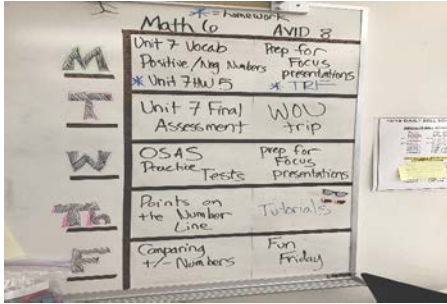 * = homework
Math 6 AVID 8
M
Unit 7 Vocab
Positive/Neg Numbers
* Unit 7 HW 5
Prep for
Focus
presentations
* TRF
T
Unit 7 Final
Assessment
WOU
trip
W
OSAS
Practice
Tests
prep for
Focus
presentations
Th
Points on
the Number
Line
Tutorials
F
Comparing
+/- Numbers
Fun
Friday